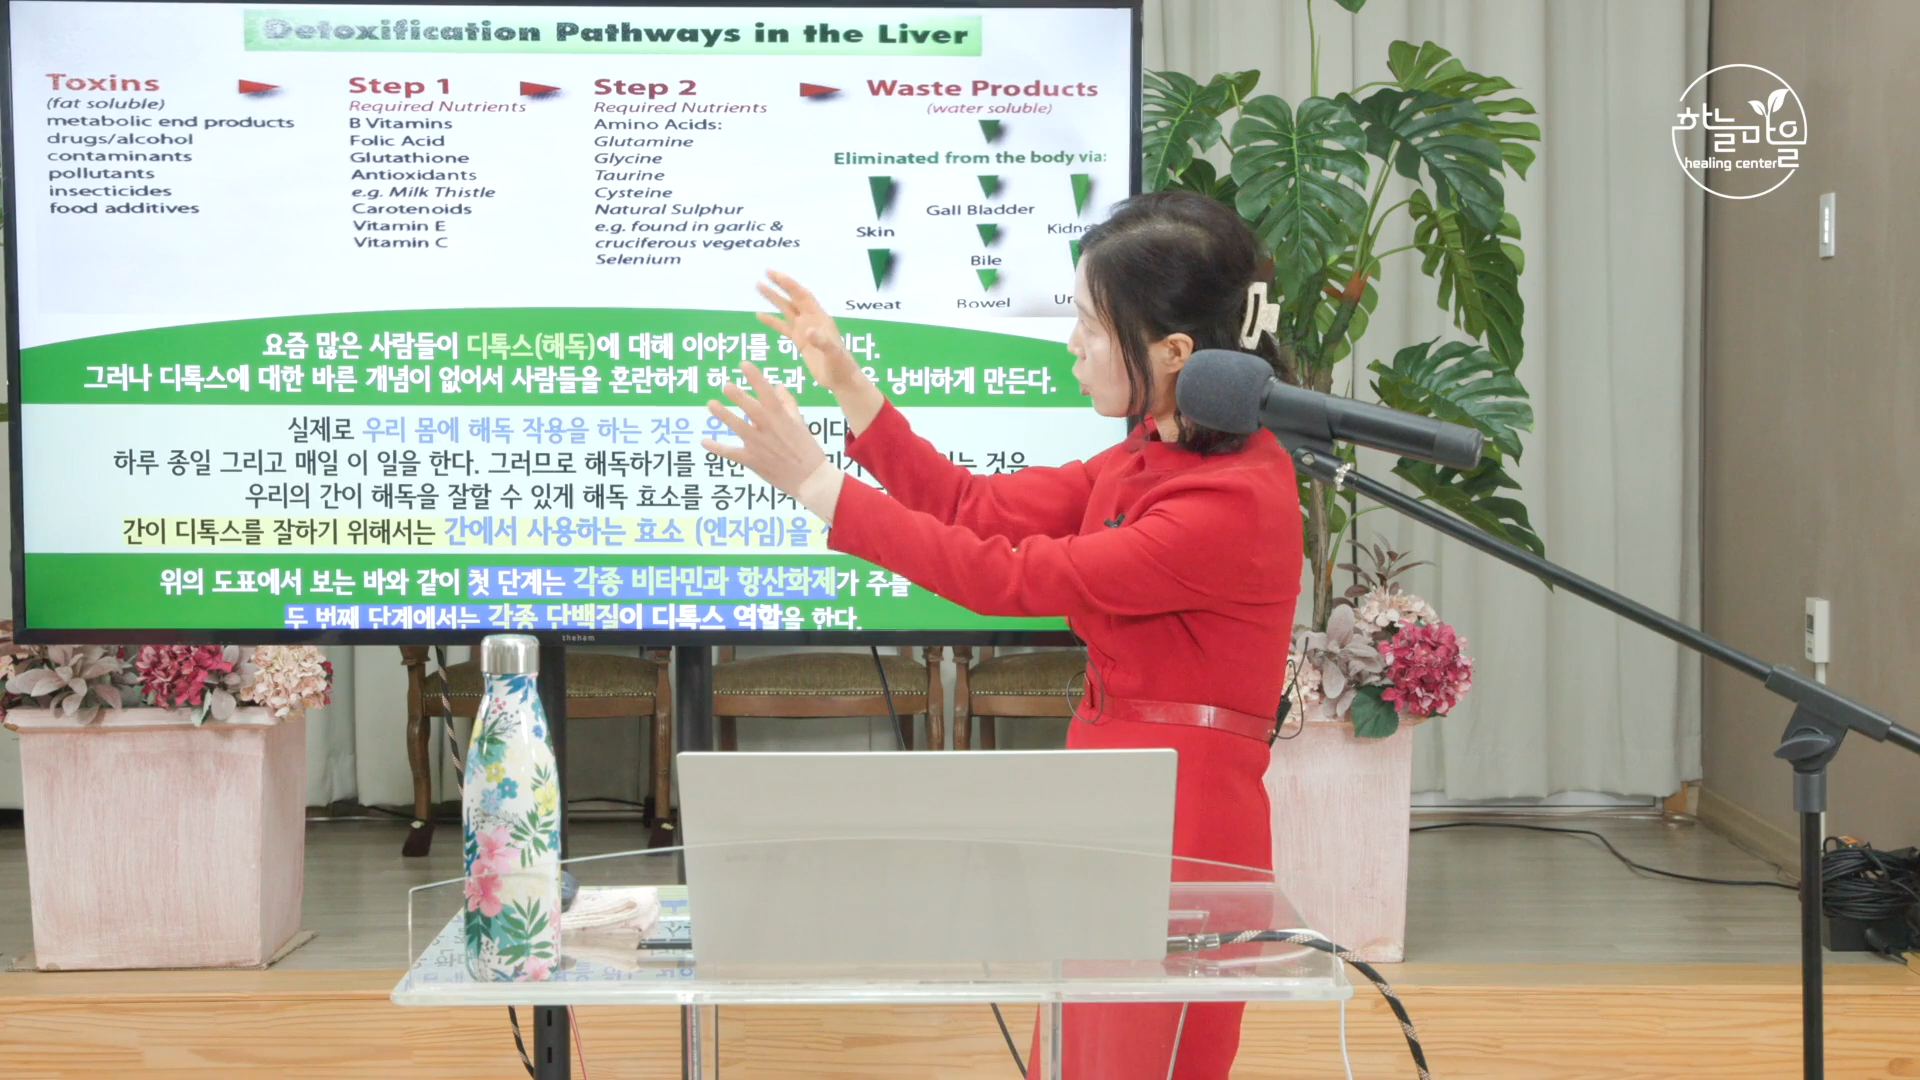 Detoxification Pathways in the Liver
Toxins
(fat soluble)
metabolic end products
drugs/alcohol
contaminants
pollutants
insecticides
food additives
Step 1
Required Nutrients
B Vitamins
Folic Acid
Glutathione
Antioxidants
e.g. Milk Thistle
Carotenoids
Vitamin E
Vitamin C
Step 2
Required Nutrients
Amino Acids:
Glutamine
Glycine
Taurine
Cysteine
Natural Sulphur
e.g. found in garlic &
cruciferous vegetables
Selenium
Waste Products
(water soluble)
Eliminated from the body via:
Skin
Sweat
Gall Bladder
Bile
Bowel
요즘 많은 사람들이 디톡스(해독)에 대해 이야기를
그러나 디톡스에 대한 바른 개념이 없어서 사람들을 혼란하게 하고 낭비하게 만든다.
실제로 우리 몸에 해독 작용을 하는 것은
하루 종일 그리고 매일 이 일을 한다. 그러므로 해독하기를 것은
우리의 간이 해독을 잘할 수 있게 해독 효소를
간이 디톡스를 잘하기 위해서는 간에서 사용하는 효소 (엔자임)을
위의 도표에서 보는 바와 같이 첫 단계는 각종 비타민과 항산화제가
두 번째 단계에서는 각종 단백질이 디톡스 역할을 한다.
theham
하늘마을
healing center